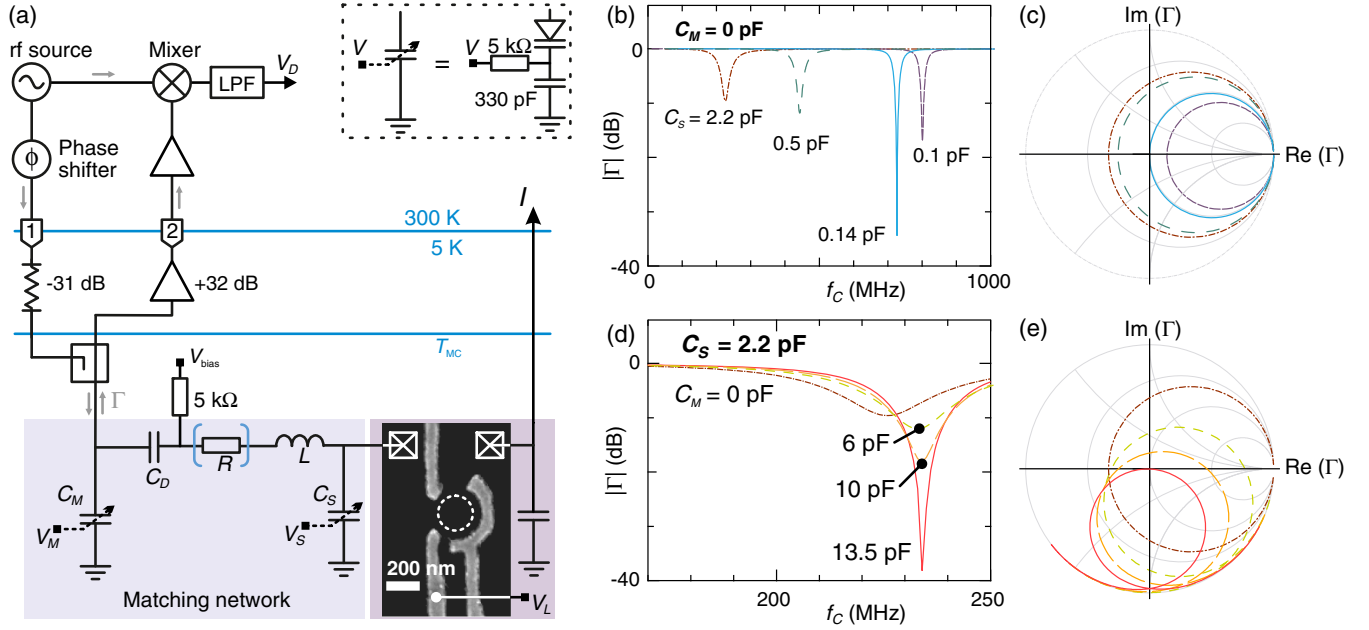 (a)
rf source
Mixer
LPF
V_D
ϕ
Phase
shifter
V
=
V
5 kΩ
330 pF
1
2
300 K
5 K
I
-31 dB
+32 dB
T_MC
Γ
V_bias
5 kΩ
C_M
C_D
R
L
C_S
V_M
V_S
200 nm
V_L
Matching network
(b)
C_M = 0 pF
0
|Γ| (dB)
-40
C_S = 2.2 pF
0.5 pF
0.14 pF
0.1 pF
0
f_C (MHz)
1000
(c)
Im (Γ)
Re (Γ)
(d)
C_S = 2.2 pF
0
|Γ| (dB)
-40
C_M = 0 pF
6 pF
10 pF
13.5 pF
200
f_C (MHz)
250
(e)
Im (Γ)
Re (Γ)